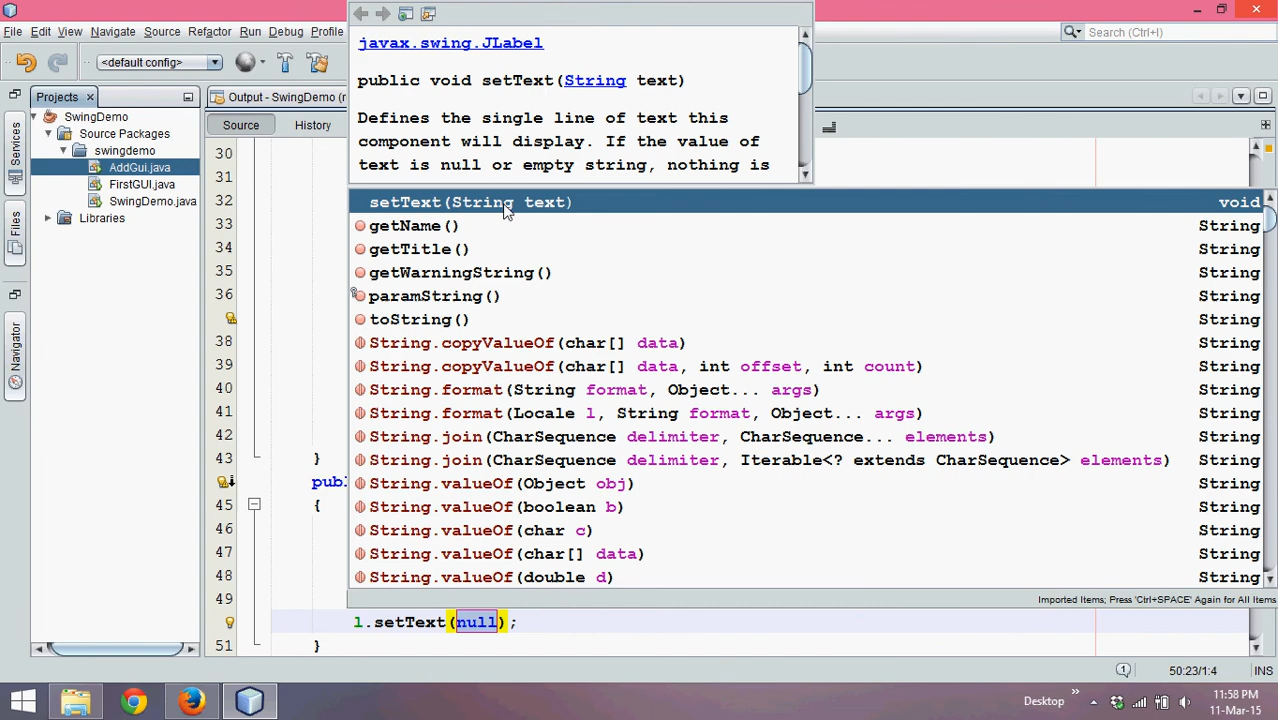 javax.swing.JLabel
File Edit View Navigate Source Refactor Run Debug Profile
Search (Ctrl+I)
<default config>
public void setText(String text)
Projects
Output - SwingDemo (r
SwingDemo
Source Packages
swingdemo
AddGui.java
FirstGUI.java
SwingDemo.java
Libraries
Services
Files
Navigator
Source History
Defines the single line of text this
component will display. If the value of
text is null or empty string, nothing is
setText(String text) void
getName() String
getTitle() String
getWarningString() String
paramString() String
toString() String
String.copyValueOf(char[] data) String
String.copyValueOf(char[] data, int offset, int count) String
String.format(String format, Object... args) String
String.format(Locale l, String format, Object... args) String
String.join(CharSequence delimiter, CharSequence... elements) String
String.join(CharSequence delimiter, Iterable<? extends CharSequence> elements) String
String.valueOf(Object obj) String
String.valueOf(boolean b) String
String.valueOf(char c) String
String.valueOf(char[] data) String
String.valueOf(double d) String
Imported Items; Press 'Ctrl+SPACE' Again for All Items
30
31
32
33
34
35
36
38
39
40
41
42
43 }
publ
45 {
46
47
48
49
l.setText(null);
51 }
1
50:23/1:4 INS
Desktop
11:58 PM
11-Mar-15